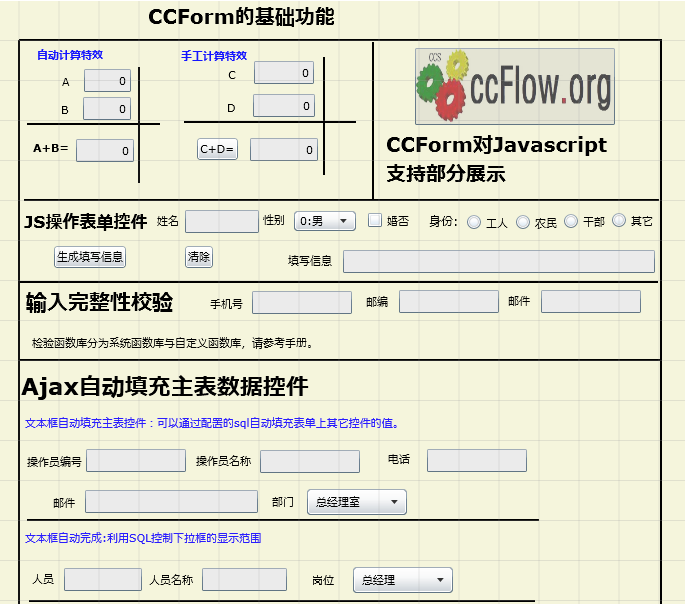 CCForm的基础功能
自动计算特效 手工计算特效
A 0 C 0
B 0 D 0
A+B= 0 C+D= 0
CCS
ccFlow.org
CCForm对Javascript
支持部分展示
JS操作表单控件 姓名 性别 0:男 婚否 身份: 工人 农民 干部 其它
生成填写信息 清除 填写信息
输入完整性校验 手机号 邮编 邮件
检验函数库分为系统函数库与自定义函数库，请参考手册。
Ajax自动填充主表数据控件
文本框自动填充主表控件：可以通过配置的sql自动填充表单上其它控件的值。
操作员编号 操作员名称 电话
邮件 部门 总经理室
文本框自动完成:利用SQL控制下拉框的显示范围
人员 人员名称 岗位 总经理